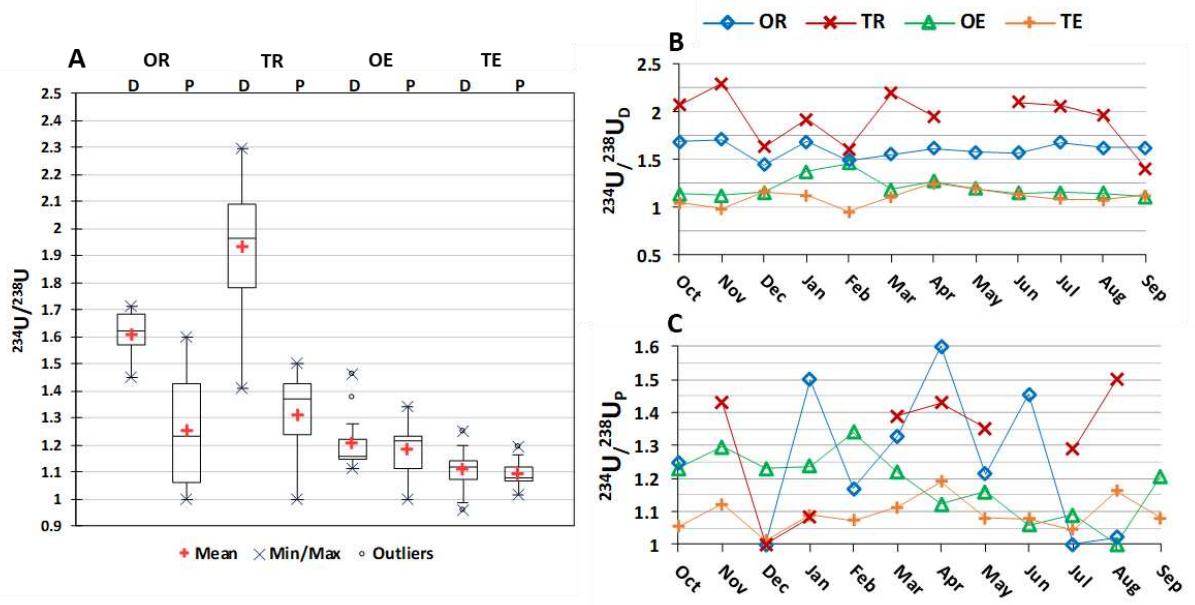 A
OR TR OE TE
D P D P D P D P
2.5
2.4
2.3
2.2
2.1
2
1.9
1.8
1.7
1.6
1.5
1.4
1.3
1.2
1.1
1
0.9
²³⁴U/²³⁸U
Mean Min/Max Outliers
OR TR OE TE
B
2.5
2
1.5
1
0.5
²³⁴U/²³⁸U_D
Oct Nov Dec Jan Feb Mar Apr May Jun Jul Aug Sep
C
1.6
1.5
1.4
1.3
1.2
1.1
1
²³⁴U/²³⁸U_P
Oct Nov Dec Jan Feb Mar Apr May Jun Jul Aug Sep